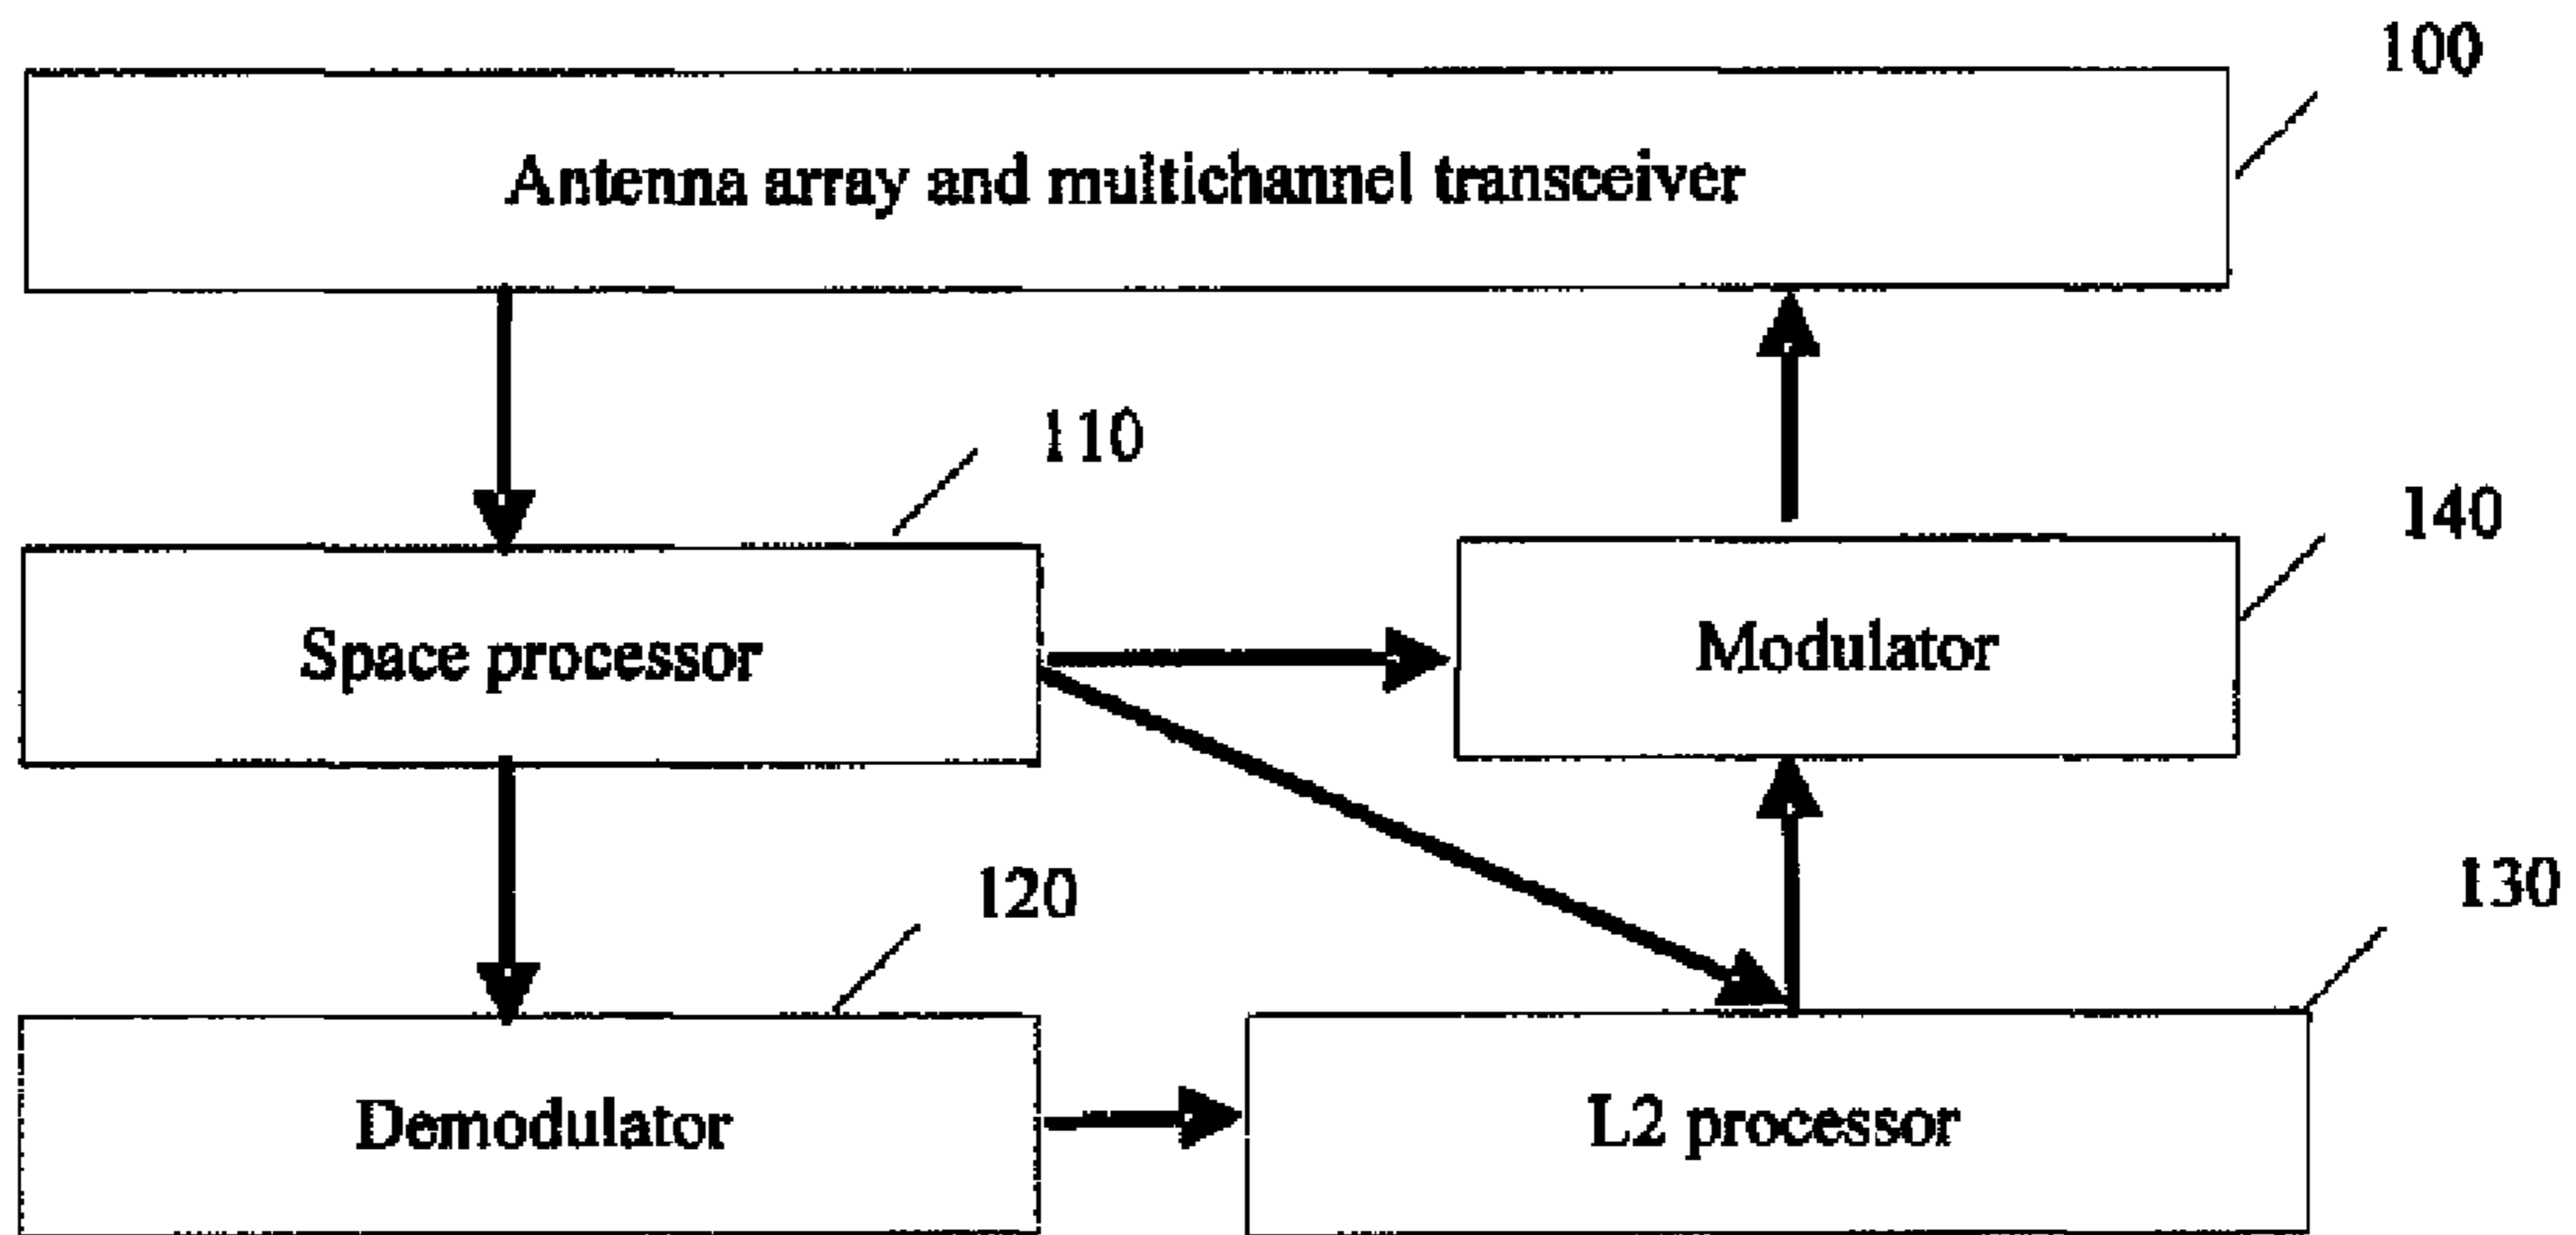 100
Antenna array and multichannel transceiver
110
140
Space processor
Modulator
120
130
Demodulator
L2 processor